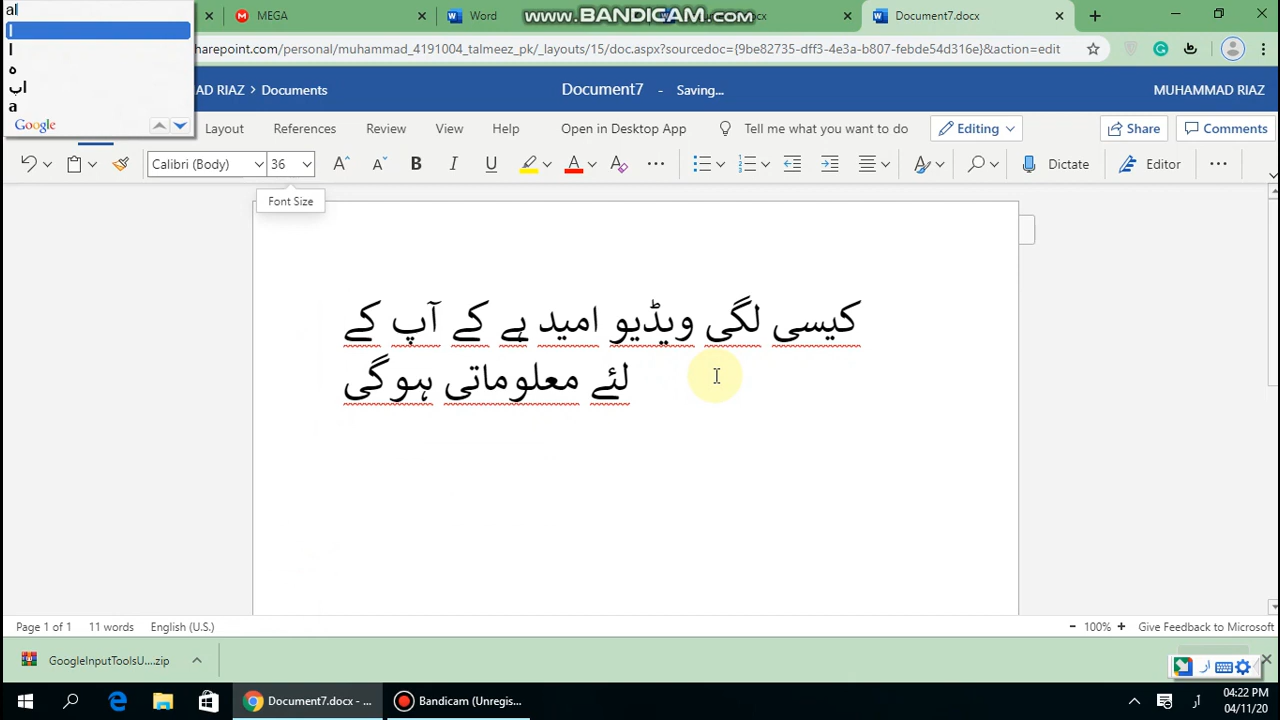 al
ا
ا
ہ
اب
a
Google
MEGA
Word
www.BANDICAM.com
Document7.docx
sharepoint.com/personal/muhammad_4191004_talmeez_pk/_layouts/15/doc.aspx?sourcedoc={9be82735-dff3-4e3a-b807-febde54d316e}&action=edit
AD RIAZ > Documents
Document7 - Saving...
MUHAMMAD RIAZ
Layout References Review View Help Open in Desktop App Tell me what you want to do Editing Share Comments
Calibri (Body) 36 A A B I U A Dictate Editor
Font Size
کیسی لگی ویڈیو امید ہے کے آپ کے
لئے معلوماتی ہوگی
Page 1 of 1 11 words English (U.S.) - 100% + Give Feedback to Microsoft
GoogleInputToolsU....zip
ار
Document7.docx - ... Bandicam (Unregis... 04:22 PM
04/11/20